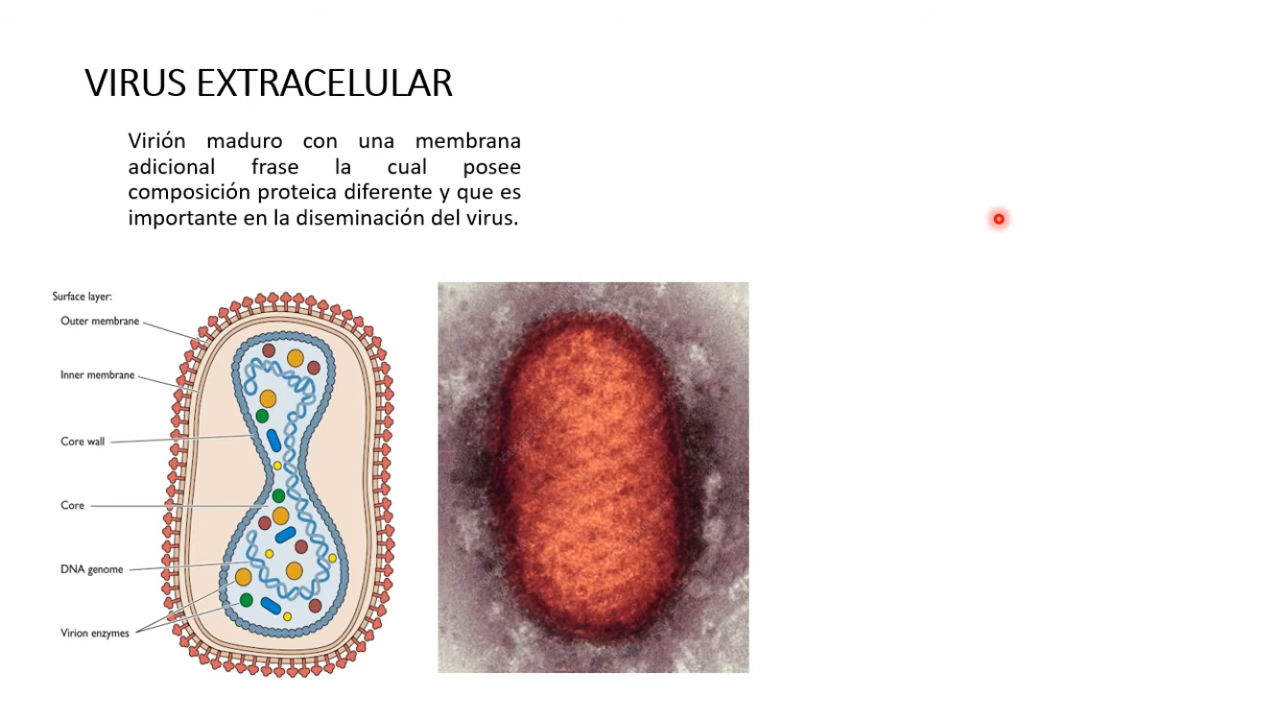 VIRUS EXTRACELULAR
Virión maduro con una membrana
adicional frase la cual posee
composición proteica diferente y que es
importante en la diseminación del virus.
Surface layer:
Outer membrane
Inner membrane
Core wall
Core
DNA genome
Virion enzymes